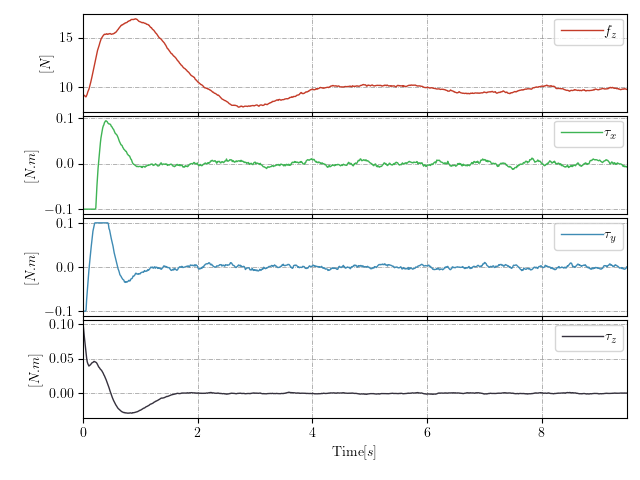 15
10
[N]
f_z
0.1
0.0
−0.1
[N.m]
τ_x
0.1
0.0
−0.1
[N.m]
τ_y
0.10
0.05
0.00
[N.m]
τ_z
0 2 4 6 8
Time[s]